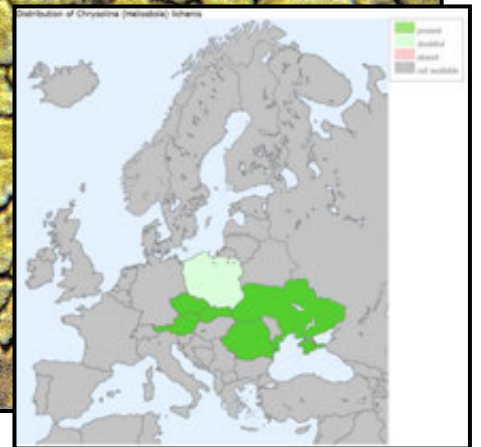 Distribution of Chrysolina (Heliostola) lichenis
present
doubtful
absent
not available